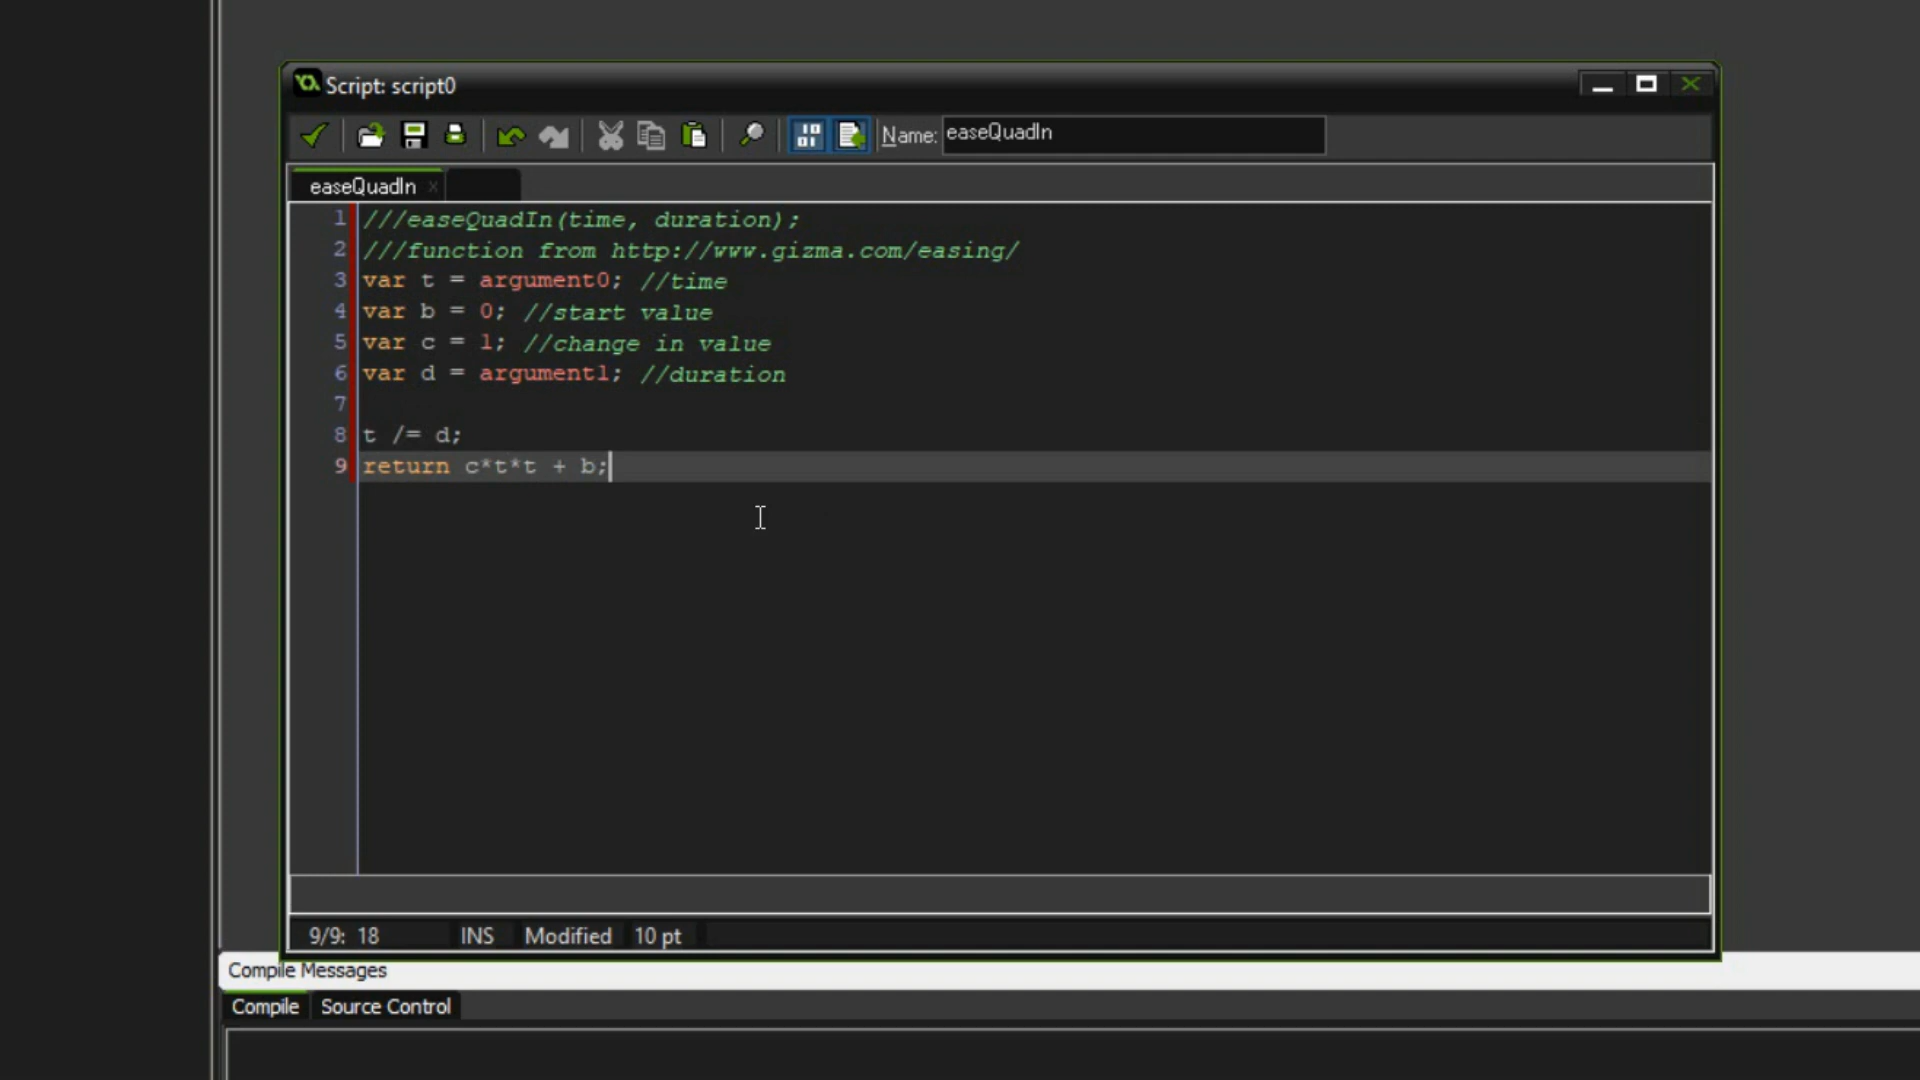 Script: script0
Name: easeQuadIn
easeQuadIn
1 ///easeQuadIn(time, duration);
2 ///function from http://www.gizma.com/easing/
3 var t = argument0; //time
4 var b = 0; //start value
5 var c = 1; //change in value
6 var d = argument1; //duration
7
8 t /= d;
9 return c*t*t + b;
9/9: 18 INS Modified 10 pt
Compile Messages
Compile Source Control